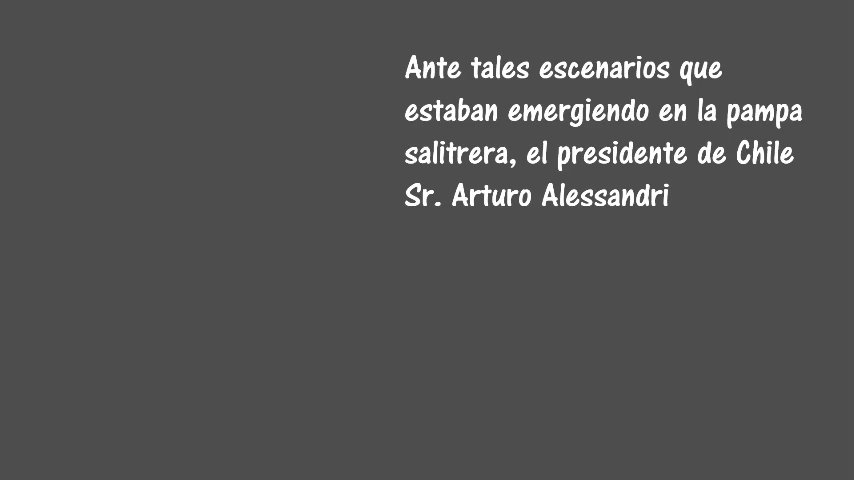 Ante tales escenarios que
estaban emergiendo en la pampa
salitrera, el presidente de Chile
Sr. Arturo Alessandri